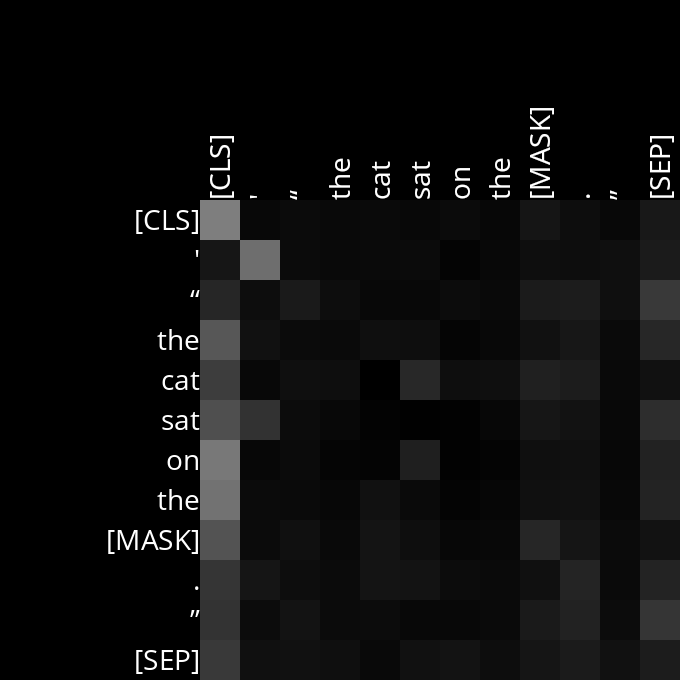 [CLS] ' “ the cat sat on the [MASK] . ” [SEP]
[CLS]
'
“
the
cat
sat
on
the
[MASK]
.
”
[SEP]